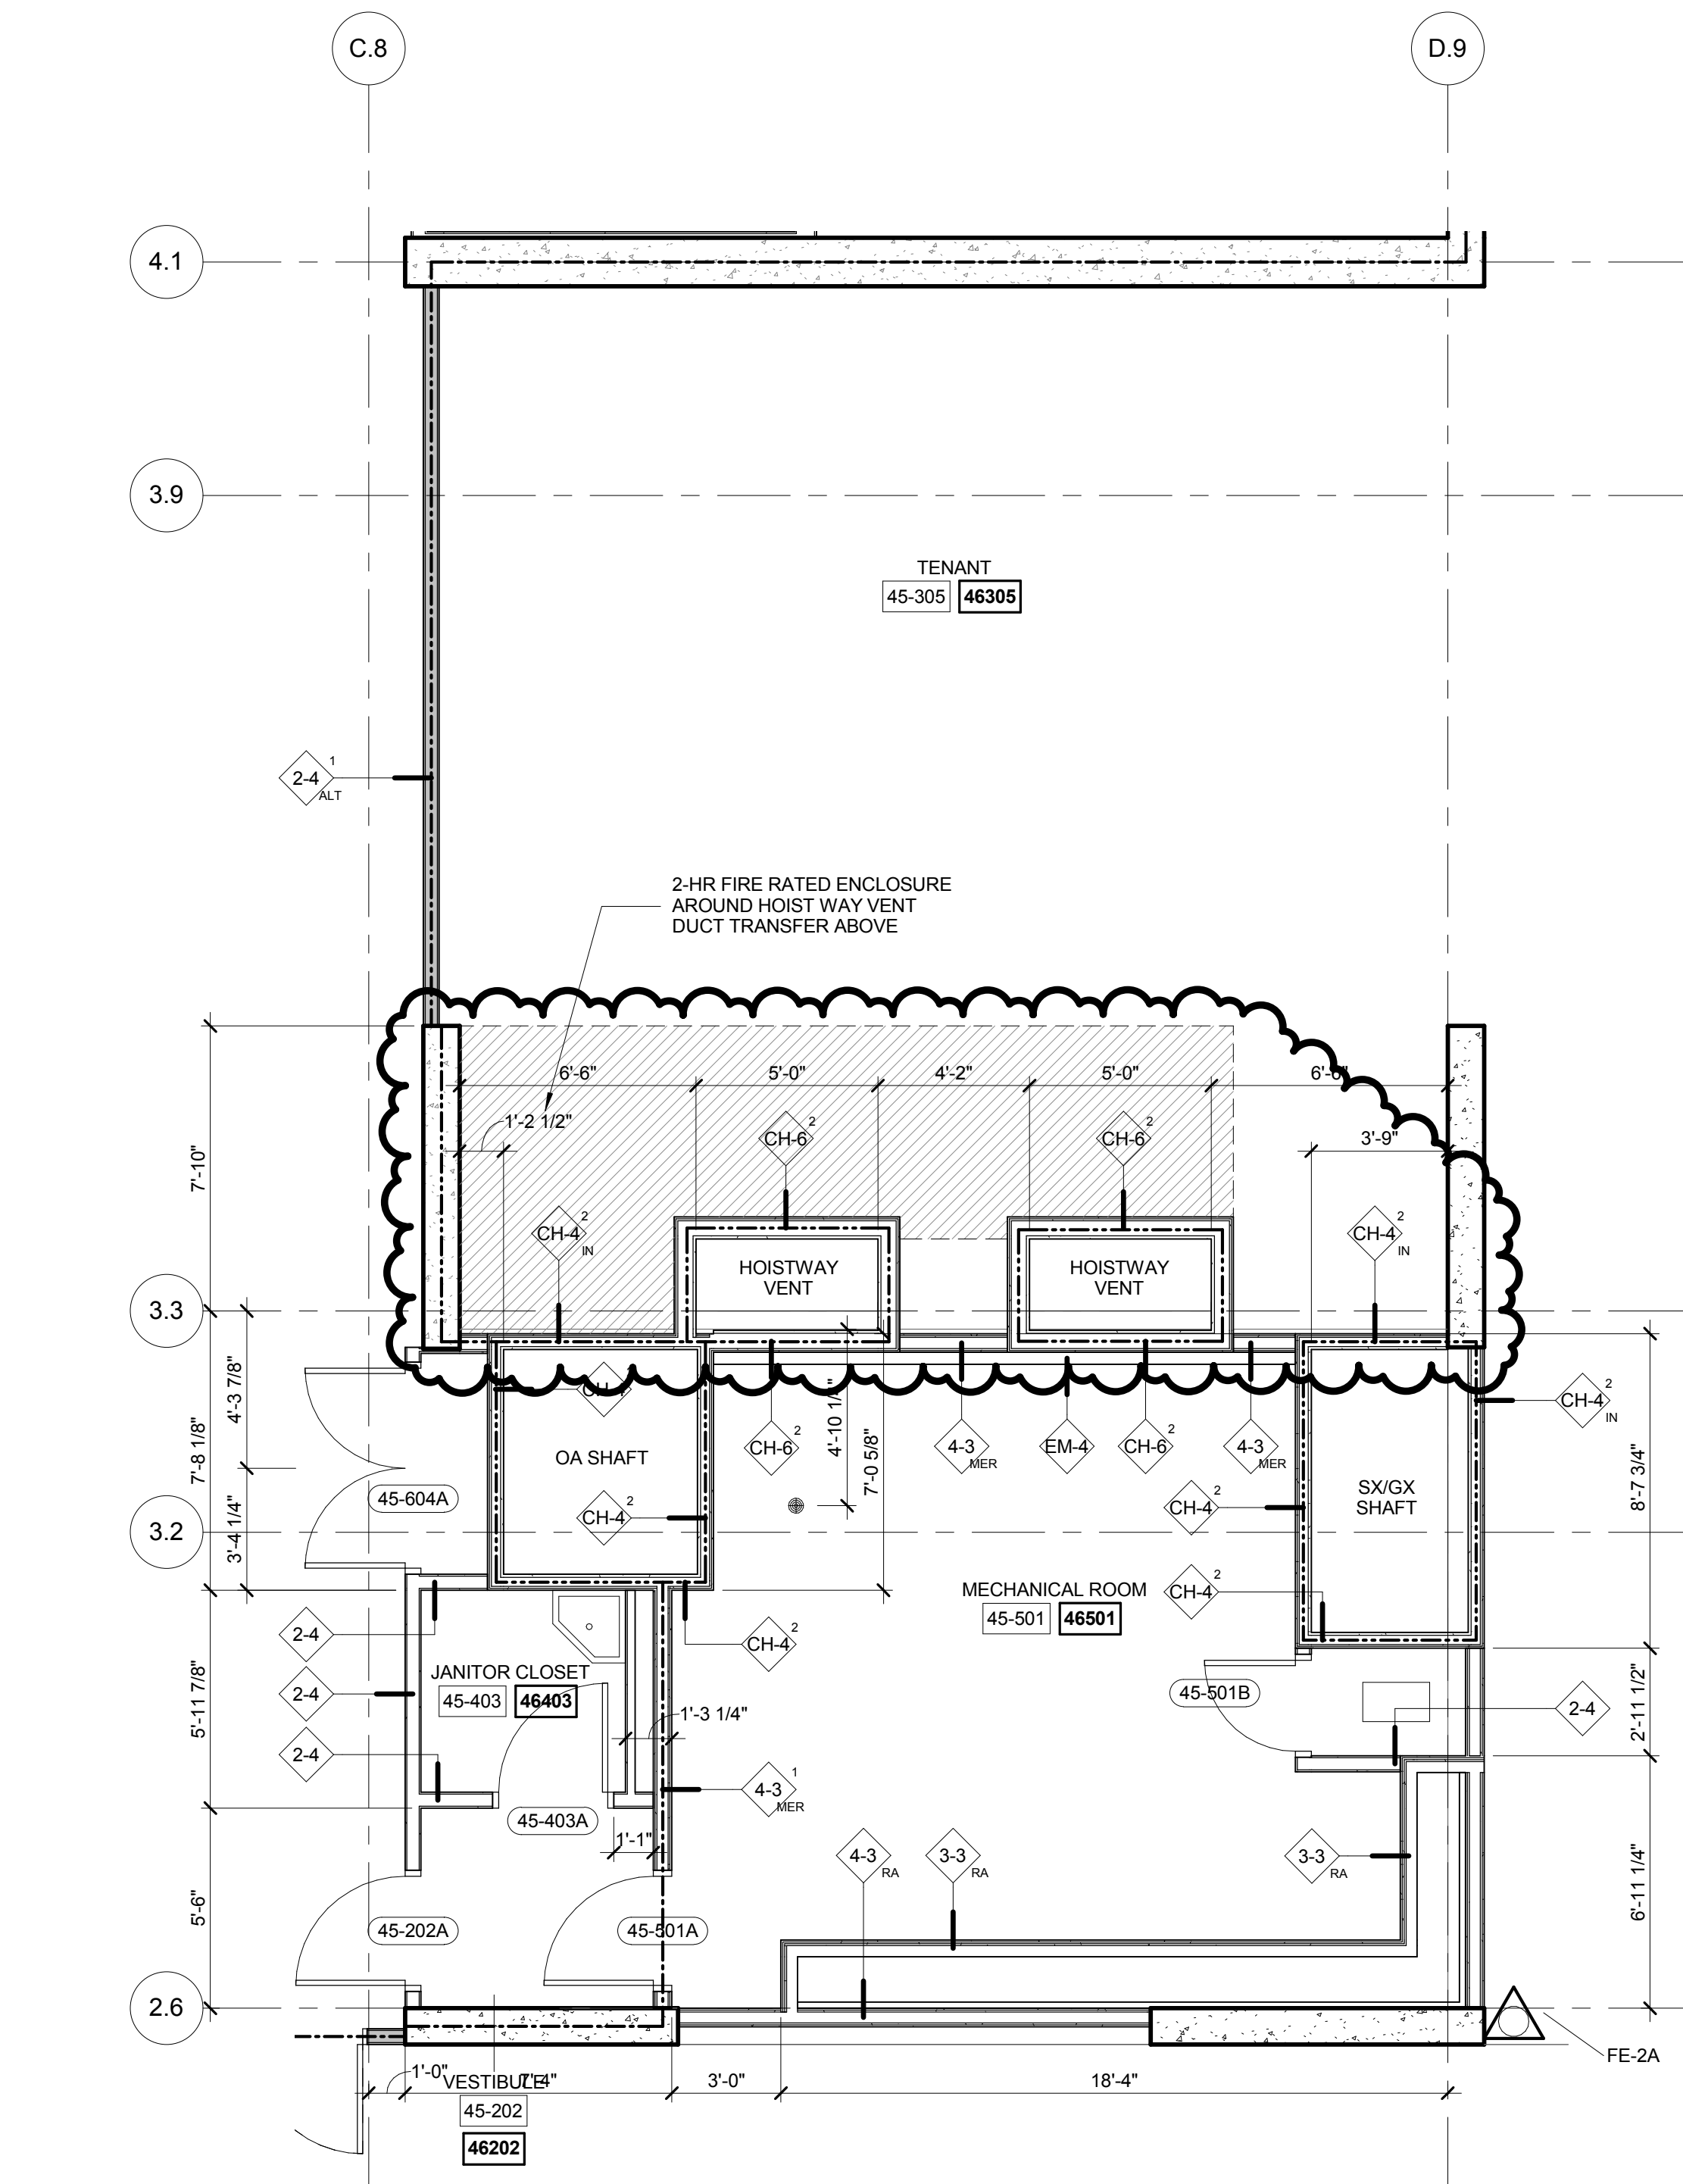 C.8
D.9
4.1
3.9
TENANT
45-305 46305
2-4 1
ALT
2-HR FIRE RATED ENCLOSURE
AROUND HOIST WAY VENT
DUCT TRANSFER ABOVE
6'-6"
5'-0"
4'-2"
5'-0"
6'-6"
1'-2 1/2"
CH-6 2
CH-6 2
3'-9"
7'-10"
CH-4 2
IN
CH-4 2
IN
HOISTWAY
VENT
HOISTWAY
VENT
3.3
4'-3 7/8"
7'-8 1/8"
3'-4 1/4"
CH-4 2
CH-4 2
IN
OA SHAFT
CH-6 2
7'-0 5/8"
4-3
MER
EM-4
CH-6 2
4-3
MER
8'-7 3/4"
45-604A
SX/GX
SHAFT
CH-4 2
CH-4 2
3.2
MECHANICAL ROOM
45-501 46501
CH-4 2
2-4
CH-4 2
JANITOR CLOSET
45-403 46403
2-4
2-4
5'-11 7/8"
1'-3 1/4"
45-501B
2-4
2'-11 1/2"
4-3 1
MER
45-403A
1'-1"
4-3
RA
3-3
RA
3-3
RA
6'-11 1/4"
5'-6"
45-202A
45-501A
2.6
FE-2A
1'-0"
VESTIBULE
7'-4"
3'-0"
18'-4"
45-202
46202